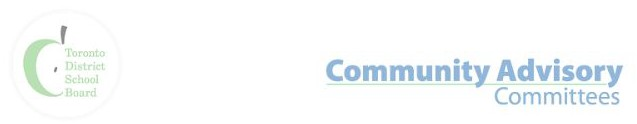 Toronto
District
School
Board
Community Advisory
Committees